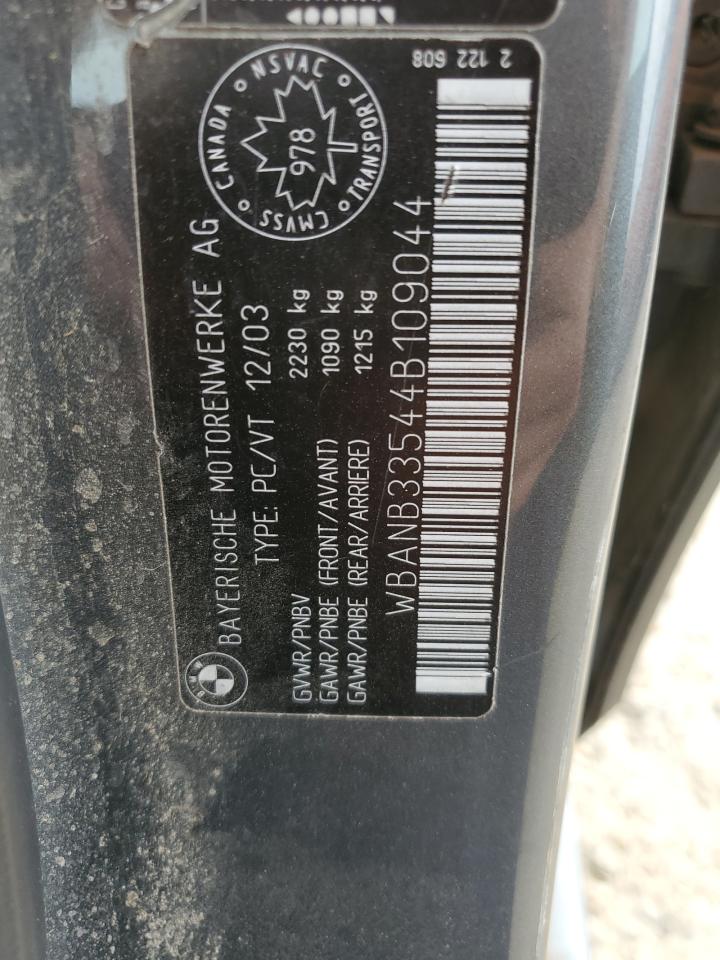 BMW
BAYERISCHE MOTORENWERKE AG
TYPE: PC/VT 12/03
GVWR/PNBV 2230 kg
GAWR/PNBE (FRONT/AVANT) 1090 kg
GAWR/PNBE (REAR/ARRIERE) 1215 kg
WBANB33544B109044
CANADA NSVAC TRANSPORT CMVSS
978
2 122 608